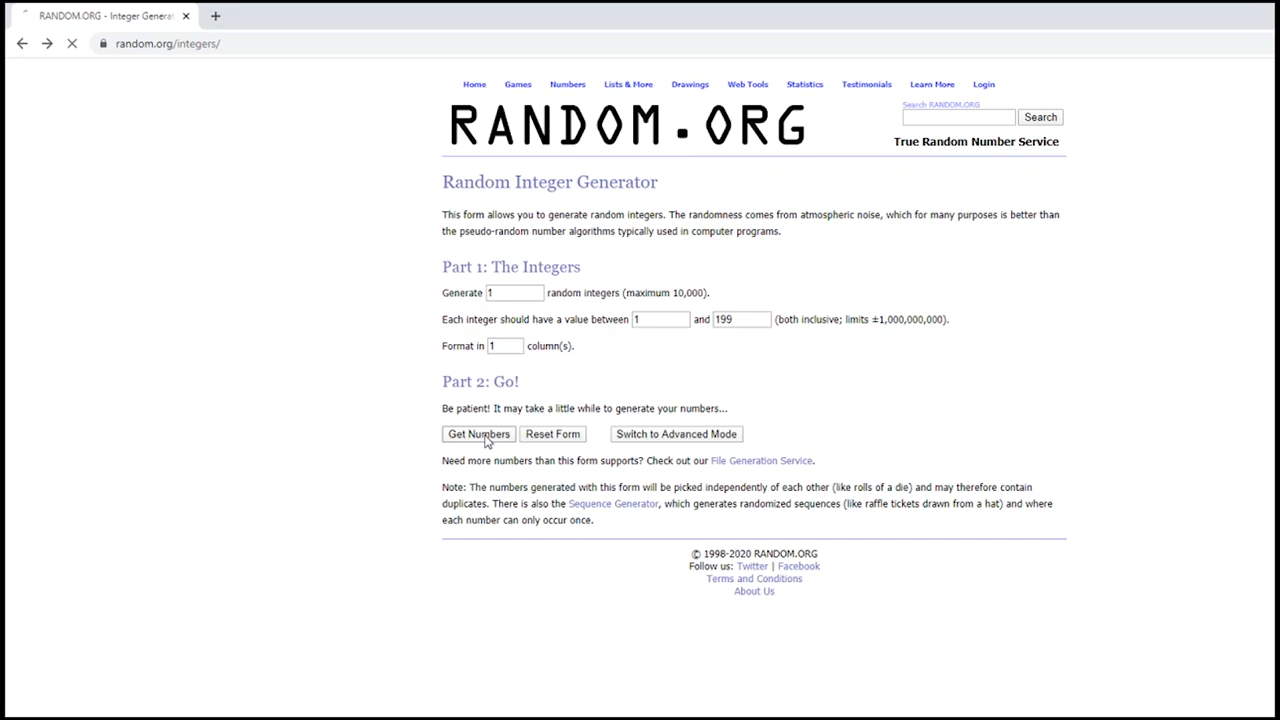 RANDOM.ORG - Integer Generat
random.org/integers/
Home Games Numbers Lists & More Drawings Web Tools Statistics Testimonials Learn More Login
RANDOM.ORG
Search RANDOM.ORG
Search
True Random Number Service
Random Integer Generator
This form allows you to generate random integers. The randomness comes from atmospheric noise, which for many purposes is better than
the pseudo-random number algorithms typically used in computer programs.
Part 1: The Integers
Generate 1 random integers (maximum 10,000).
Each integer should have a value between 1 and 199 (both inclusive; limits ±1,000,000,000).
Format in 1 column(s).
Part 2: Go!
Be patient! It may take a little while to generate your numbers...
Get Numbers Reset Form Switch to Advanced Mode
Need more numbers than this form supports? Check out our File Generation Service.
Note: The numbers generated with this form will be picked independently of each other (like rolls of a die) and may therefore contain
duplicates. There is also the Sequence Generator, which generates randomized sequences (like raffle tickets drawn from a hat) and where
each number can only occur once.
© 1998-2020 RANDOM.ORG
Follow us: Twitter | Facebook
Terms and Conditions
About Us